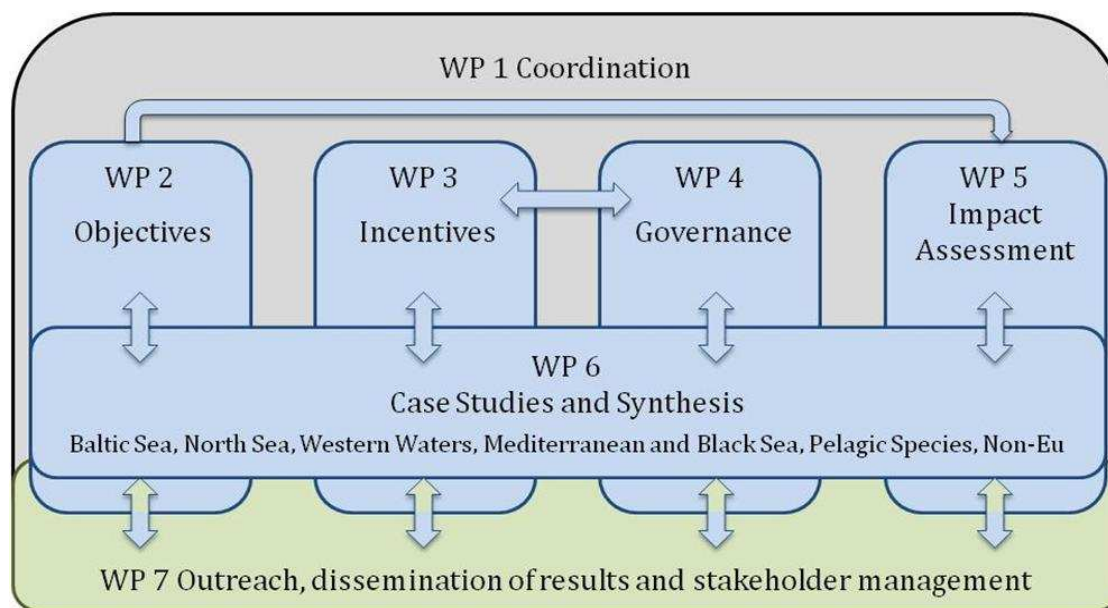 WP 1 Coordination
WP 2
Objectives
WP 3
Incentives
WP 4
Governance
WP 5
Impact
Assessment
WP 6
Case Studies and Synthesis
Baltic Sea, North Sea, Western Waters, Mediterranean and Black Sea, Pelagic Species, Non-Eu
WP 7 Outreach, dissemination of results and stakeholder management